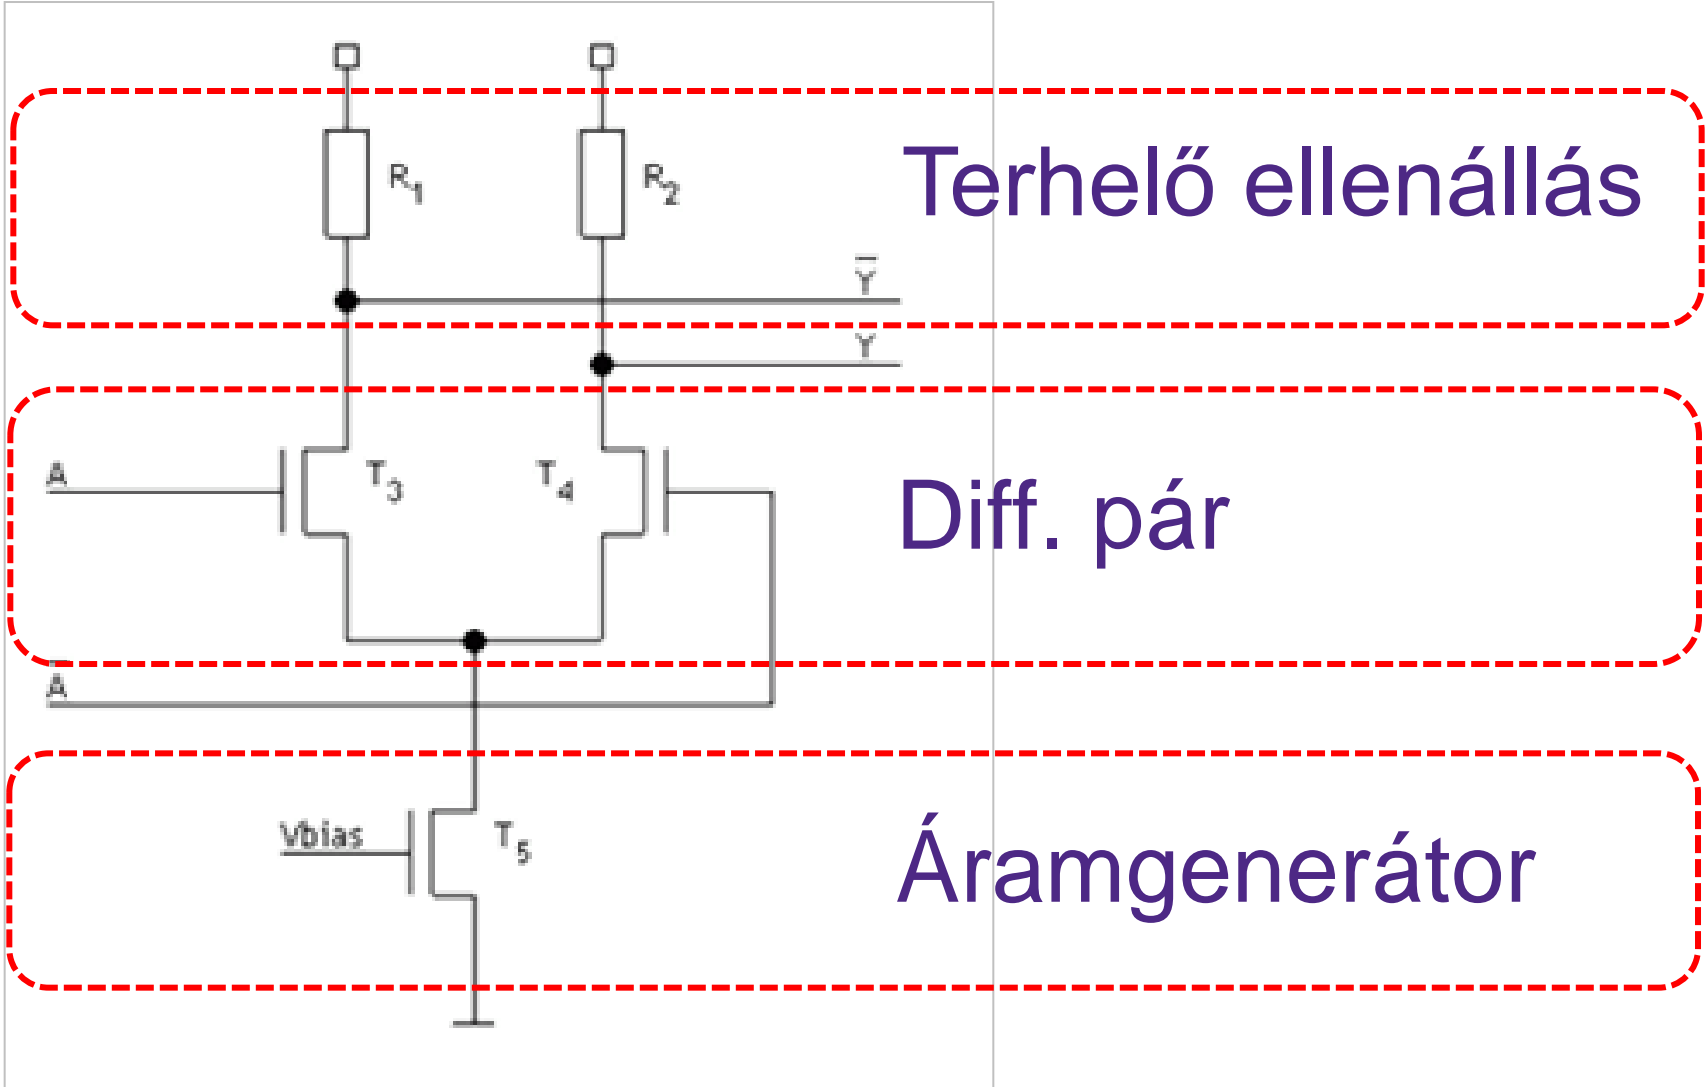 R1
R2
Terhelő ellenállás
Y̅
Y
A
T3
T4
Diff. pár
A̅
Vbias
T5
Áramgenerátor